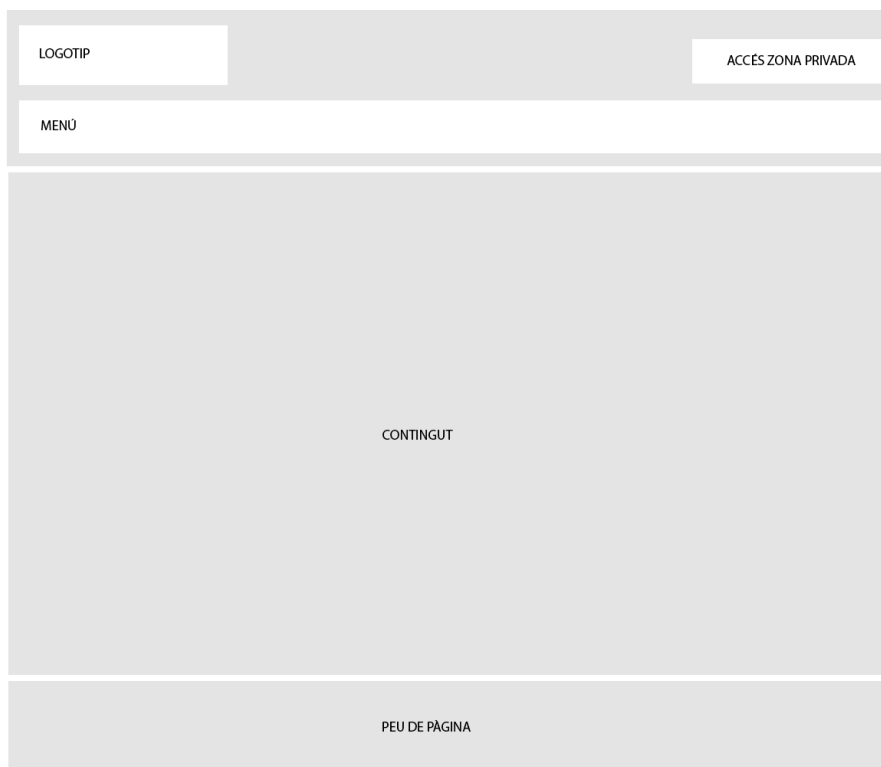 LOGOTIP
ACCÉS ZONA PRIVADA
MENÚ
CONTINGUT
PEU DE PÀGINA